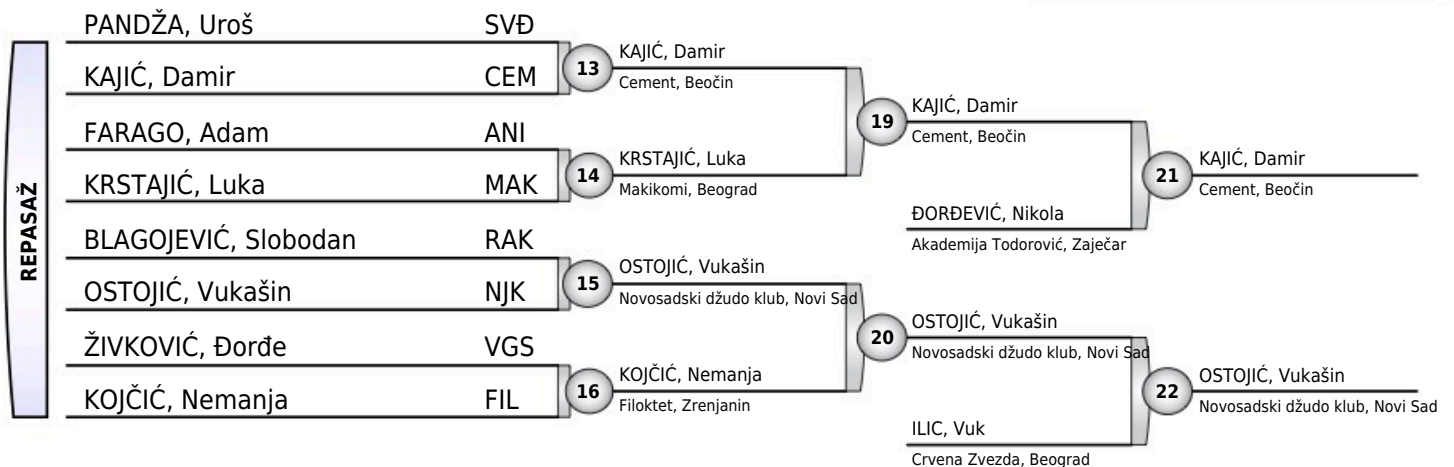 REPASAŽ
PANDŽA, Uroš SVĐ
KAJIĆ, Damir CEM
FARAGO, Adam ANI
KRSTAJIĆ, Luka MAK
BLAGOJEVIĆ, Slobodan RAK
OSTOJIĆ, Vukašin NJK
ŽIVKOVIĆ, Đorđe VGS
KOJČIĆ, Nemanja FIL
13
KAJIĆ, Damir
Cement, Beočin
14
KRSTAJIĆ, Luka
Makikomi, Beograd
15
OSTOJIĆ, Vukašin
Novosadski džudo klub, Novi Sad
16
KOJČIĆ, Nemanja
Filoktet, Zrenjanin
19
KAJIĆ, Damir
Cement, Beočin
ĐORĐEVIĆ, Nikola
Akademija Todorović, Zaječar
20
OSTOJIĆ, Vukašin
Novosadski džudo klub, Novi Sad
ILIC, Vuk
Crvena Zvezda, Beograd
21
KAJIĆ, Damir
Cement, Beočin
22
OSTOJIĆ, Vukašin
Novosadski džudo klub, Novi Sad